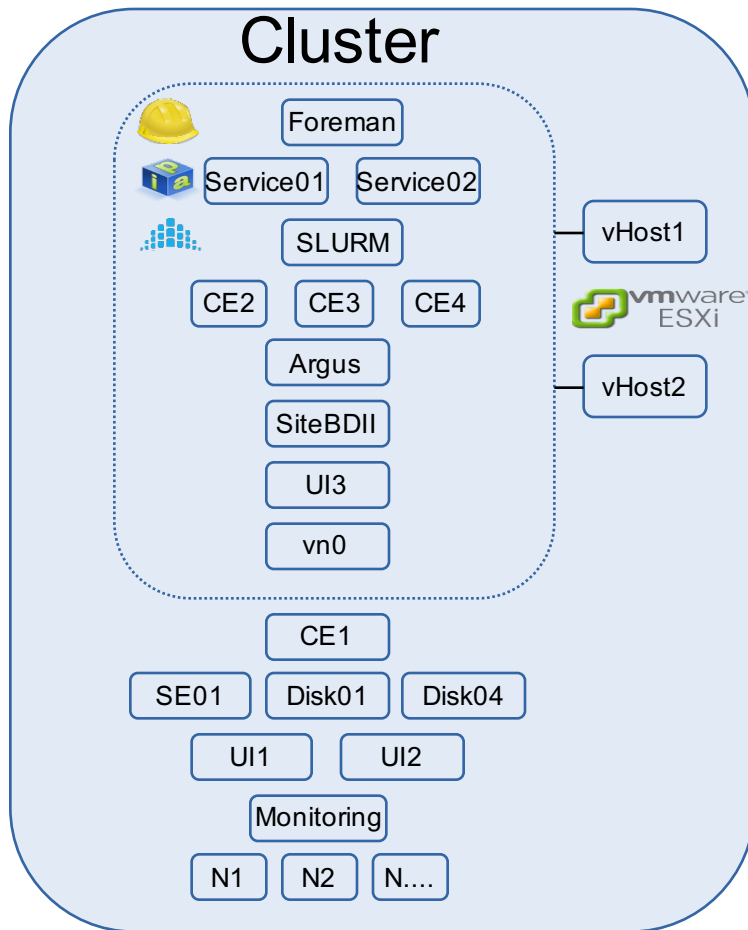 Cluster
Foreman
ipa
Service01 Service02
SLURM
vHost1
CE2 CE3 CE4
vmware®
ESXi
Argus
vHost2
SiteBDII
UI3
vn0
CE1
SE01 Disk01 Disk04
UI1 UI2
Monitoring
N1 N2 N....